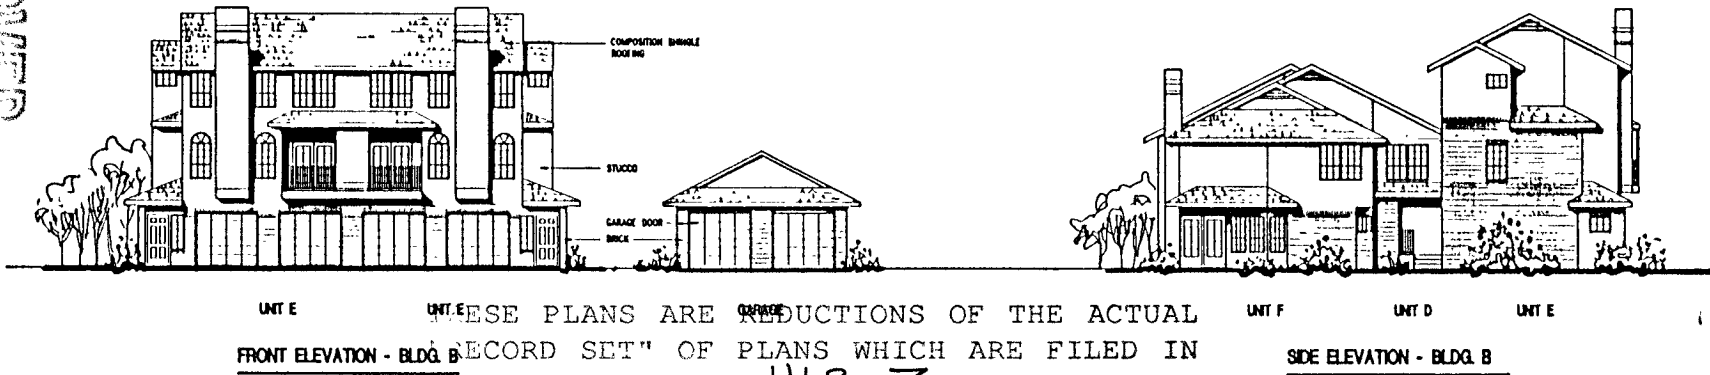 COMPOSITION SHINGLE
ROOFING
STUCCO
GARAGE DOOR
BRICK
UNIT E
UNIT E
GARAGE
UNIT F
UNIT D
UNIT E
THESE PLANS ARE REDUCTIONS OF THE ACTUAL
RECORD SET" OF PLANS WHICH ARE FILED IN
FRONT ELEVATION - BLDG. B
SIDE ELEVATION - BLDG. B